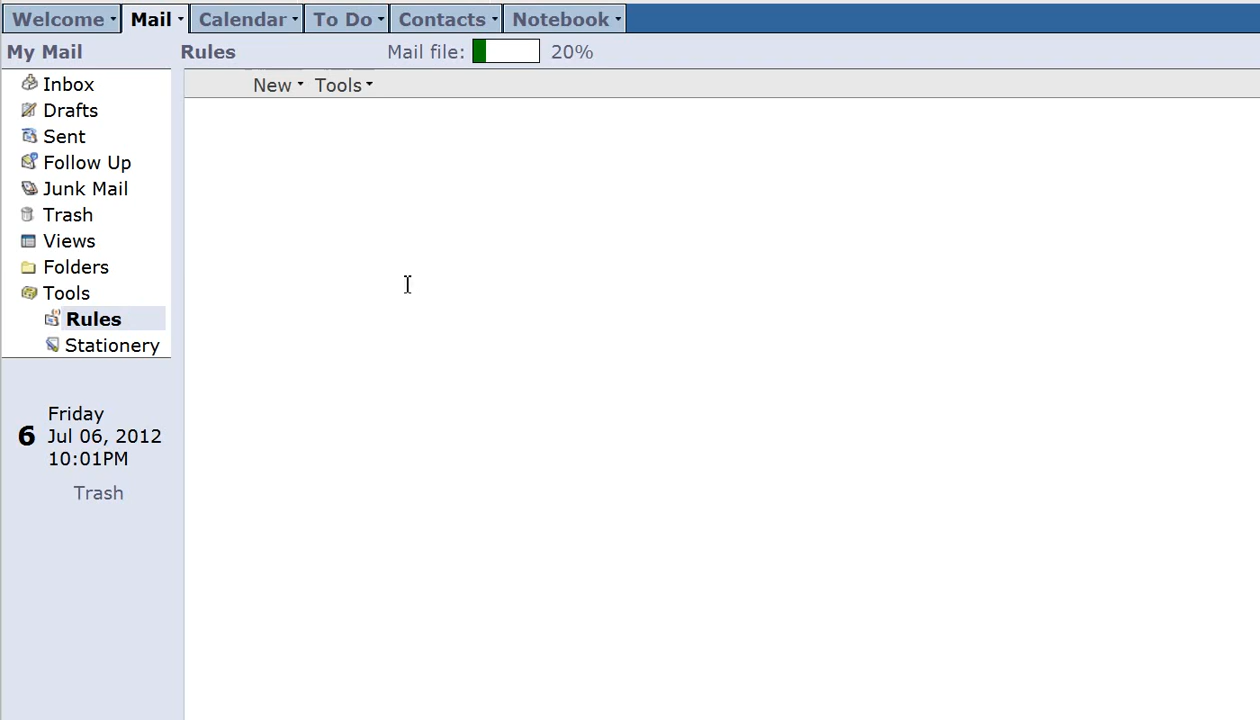 Welcome Mail Calendar To Do Contacts Notebook
My Mail Rules Mail file: 20%
New Tools
Inbox
Drafts
Sent
Follow Up
Junk Mail
Trash
Views
Folders
Tools
Rules
Stationery
Friday
6 Jul 06, 2012
10:01PM
Trash